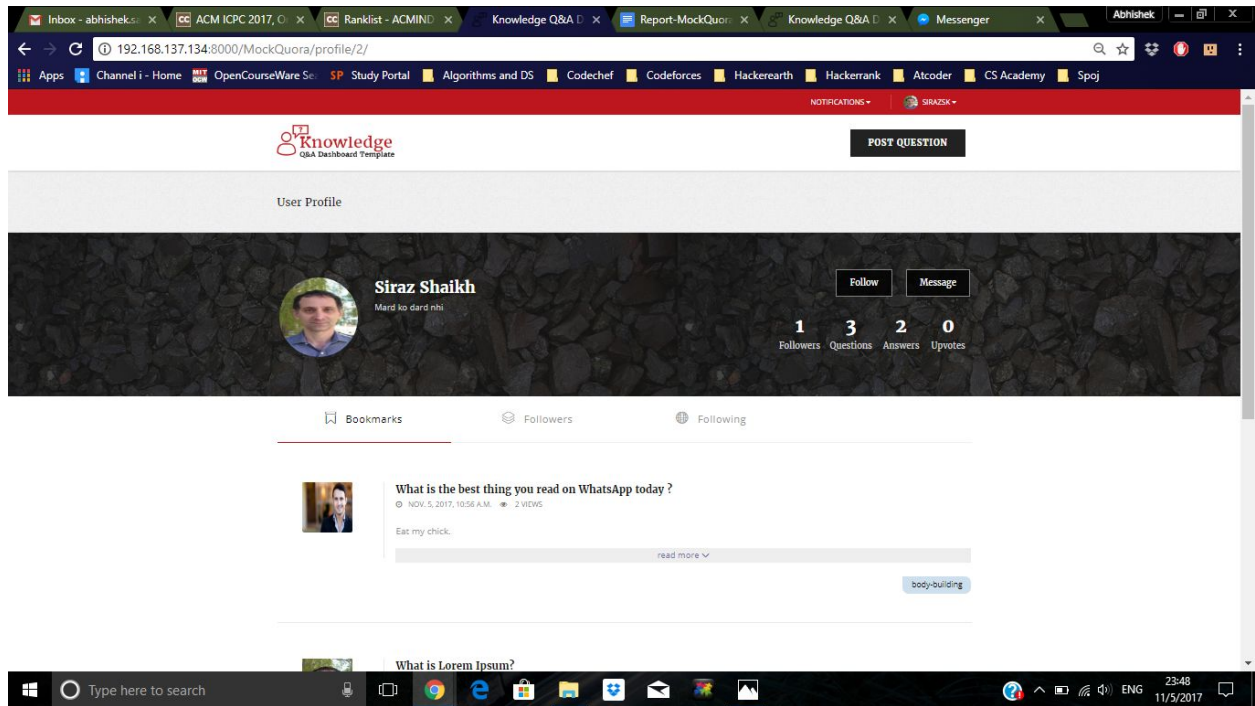 Inbox - abhishek.sa
ACM ICPC 2017, O
Ranklist - ACMIND
Knowledge Q&A D
Report-MockQuora
Knowledge Q&A D
Messenger
Abhishek
192.168.137.134:8000/MockQuora/profile/2/
Apps Channel i - Home OpenCourseWare Se SP Study Portal Algorithms and DS Codechef Codeforces Hackerearth Hackerrank Atcoder CS Academy Spoj
NOTIFICATIONS SIRAZSK
Knowledge
Q&A Dashboard Template
POST QUESTION
User Profile
Siraz Shaikh
Mard ko dard nhi
Follow Message
1 3 2 0
Followers Questions Answers Upvotes
Bookmarks Followers Following
What is the best thing you read on WhatsApp today ?
NOV. 5, 2017, 10:56 A.M. 2 VIEWS
Eat my chick.
read more
body-building
What is Lorem Ipsum?
Type here to search
ENG
23:48
11/5/2017